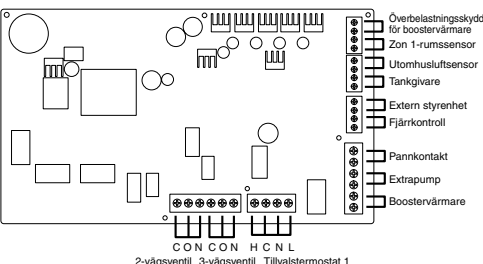 Överbelastningsskydd
för boostervärmare
Zon 1-rumssensor
Utomhusluftsensor
Tankgivare
Extern styrenhet
Fjärrkontroll
Pannkontakt
Extrapump
Boostervärmare
C O N C O N H C N L
2-vägsventil 3-vägsventil Tillvalstermostat 1